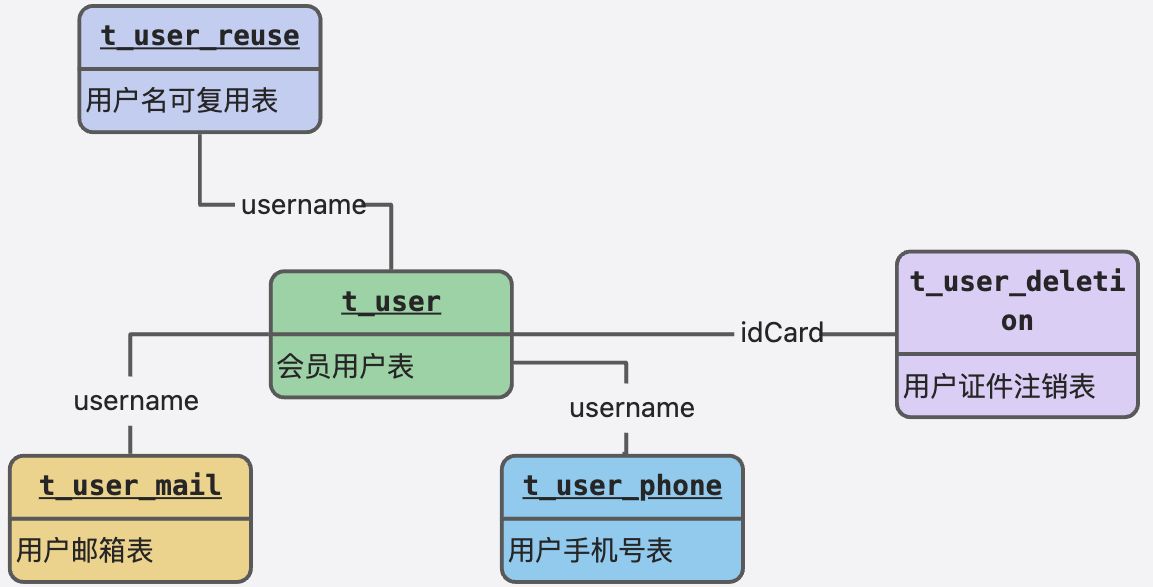 t_user_reuse
用户名可复用表
username
t_user
会员用户表
idCard
t_user_deleti
on
用户证件注销表
username
username
t_user_mail
用户邮箱表
t_user_phone
用户手机号表